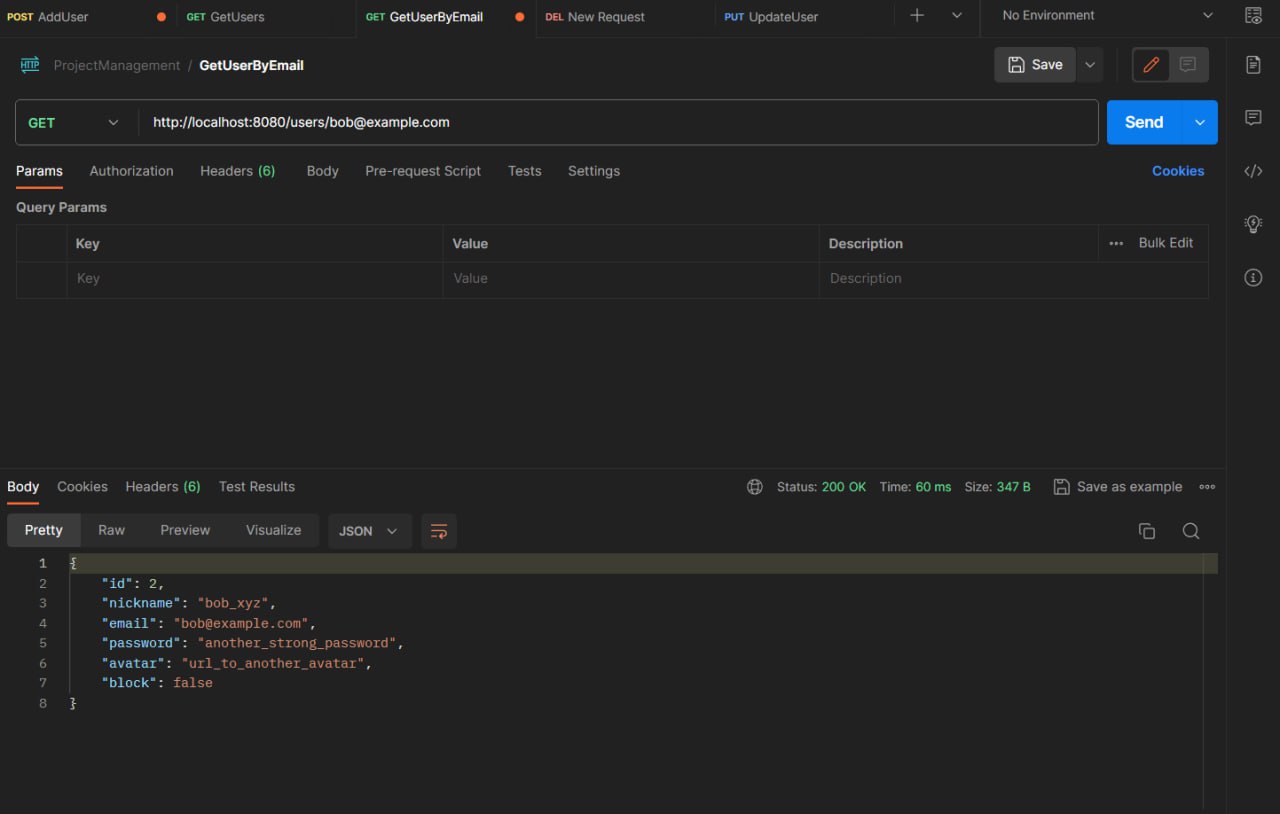 POST AddUser GET GetUsers GET GetUserByEmail DEL New Request PUT UpdateUser No Environment
HTTP ProjectManagement / GetUserByEmail Save
GET http://localhost:8080/users/bob@example.com Send
Params Authorization Headers (6) Body Pre-request Script Tests Settings Cookies
Query Params
Key Value Description Bulk Edit
Key Value Description
Body Cookies Headers (6) Test Results Status: 200 OK Time: 60 ms Size: 347 B Save as example
Pretty Raw Preview Visualize JSON
1 {
2 "id": 2,
3 "nickname": "bob_xyz",
4 "email": "bob@example.com",
5 "password": "another_strong_password",
6 "avatar": "url_to_another_avatar",
7 "block": false
8 }